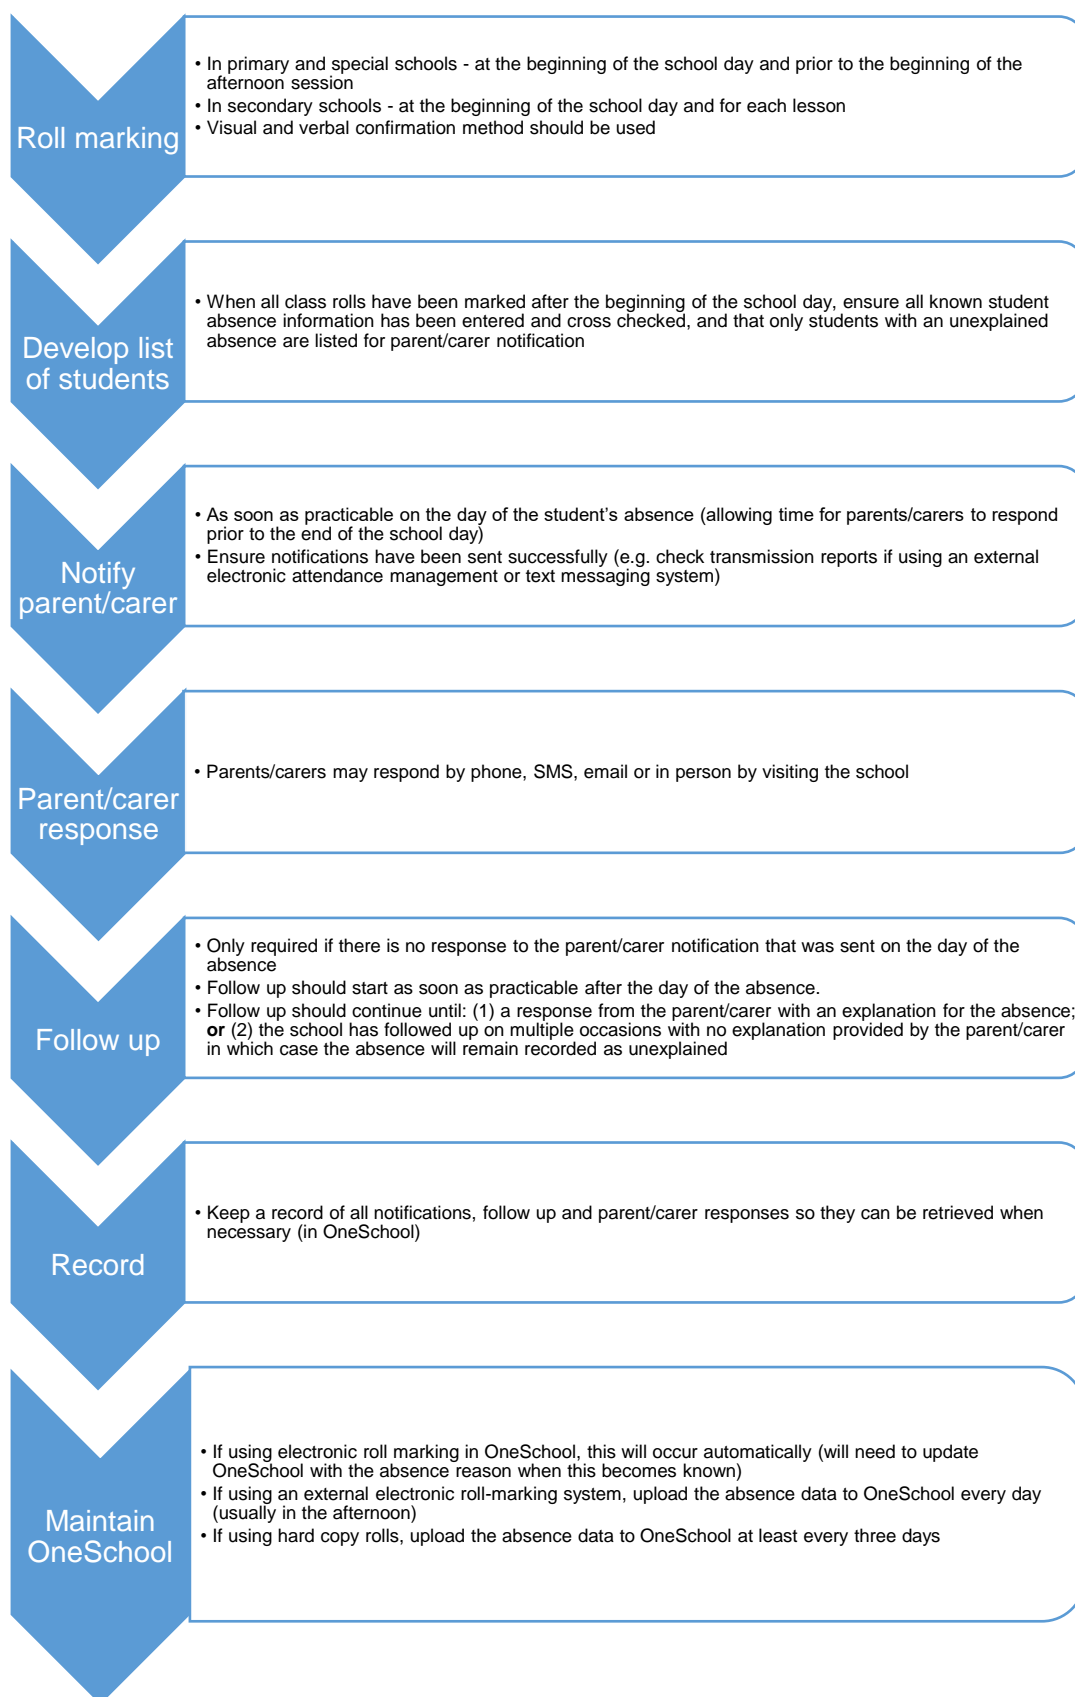 Roll marking
• In primary and special schools - at the beginning of the school day and prior to the beginning of the
afternoon session
• In secondary schools - at the beginning of the school day and for each lesson
• Visual and verbal confirmation method should be used
Develop list
of students
• When all class rolls have been marked after the beginning of the school day, ensure all known student
absence information has been entered and cross checked, and that only students with an unexplained
absence are listed for parent/carer notification
Notify
parent/carer
• As soon as practicable on the day of the student's absence (allowing time for parents/carers to respond
prior to the end of the school day)
• Ensure notifications have been sent successfully (e.g. check transmission reports if using an external
electronic attendance management or text messaging system)
Parent/carer
response
• Parents/carers may respond by phone, SMS, email or in person by visiting the school
Follow up
• Only required if there is no response to the parent/carer notification that was sent on the day of the
absence
• Follow up should start as soon as practicable after the day of the absence.
• Follow up should continue until: (1) a response from the parent/carer with an explanation for the absence;
or (2) the school has followed up on multiple occasions with no explanation provided by the parent/carer
in which case the absence will remain recorded as unexplained
Record
• Keep a record of all notifications, follow up and parent/carer responses so they can be retrieved when
necessary (in OneSchool)
Maintain
OneSchool
• If using electronic roll marking in OneSchool, this will occur automatically (will need to update
OneSchool with the absence reason when this becomes known)
• If using an external electronic roll-marking system, upload the absence data to OneSchool every day
(usually in the afternoon)
• If using hard copy rolls, upload the absence data to OneSchool at least every three days